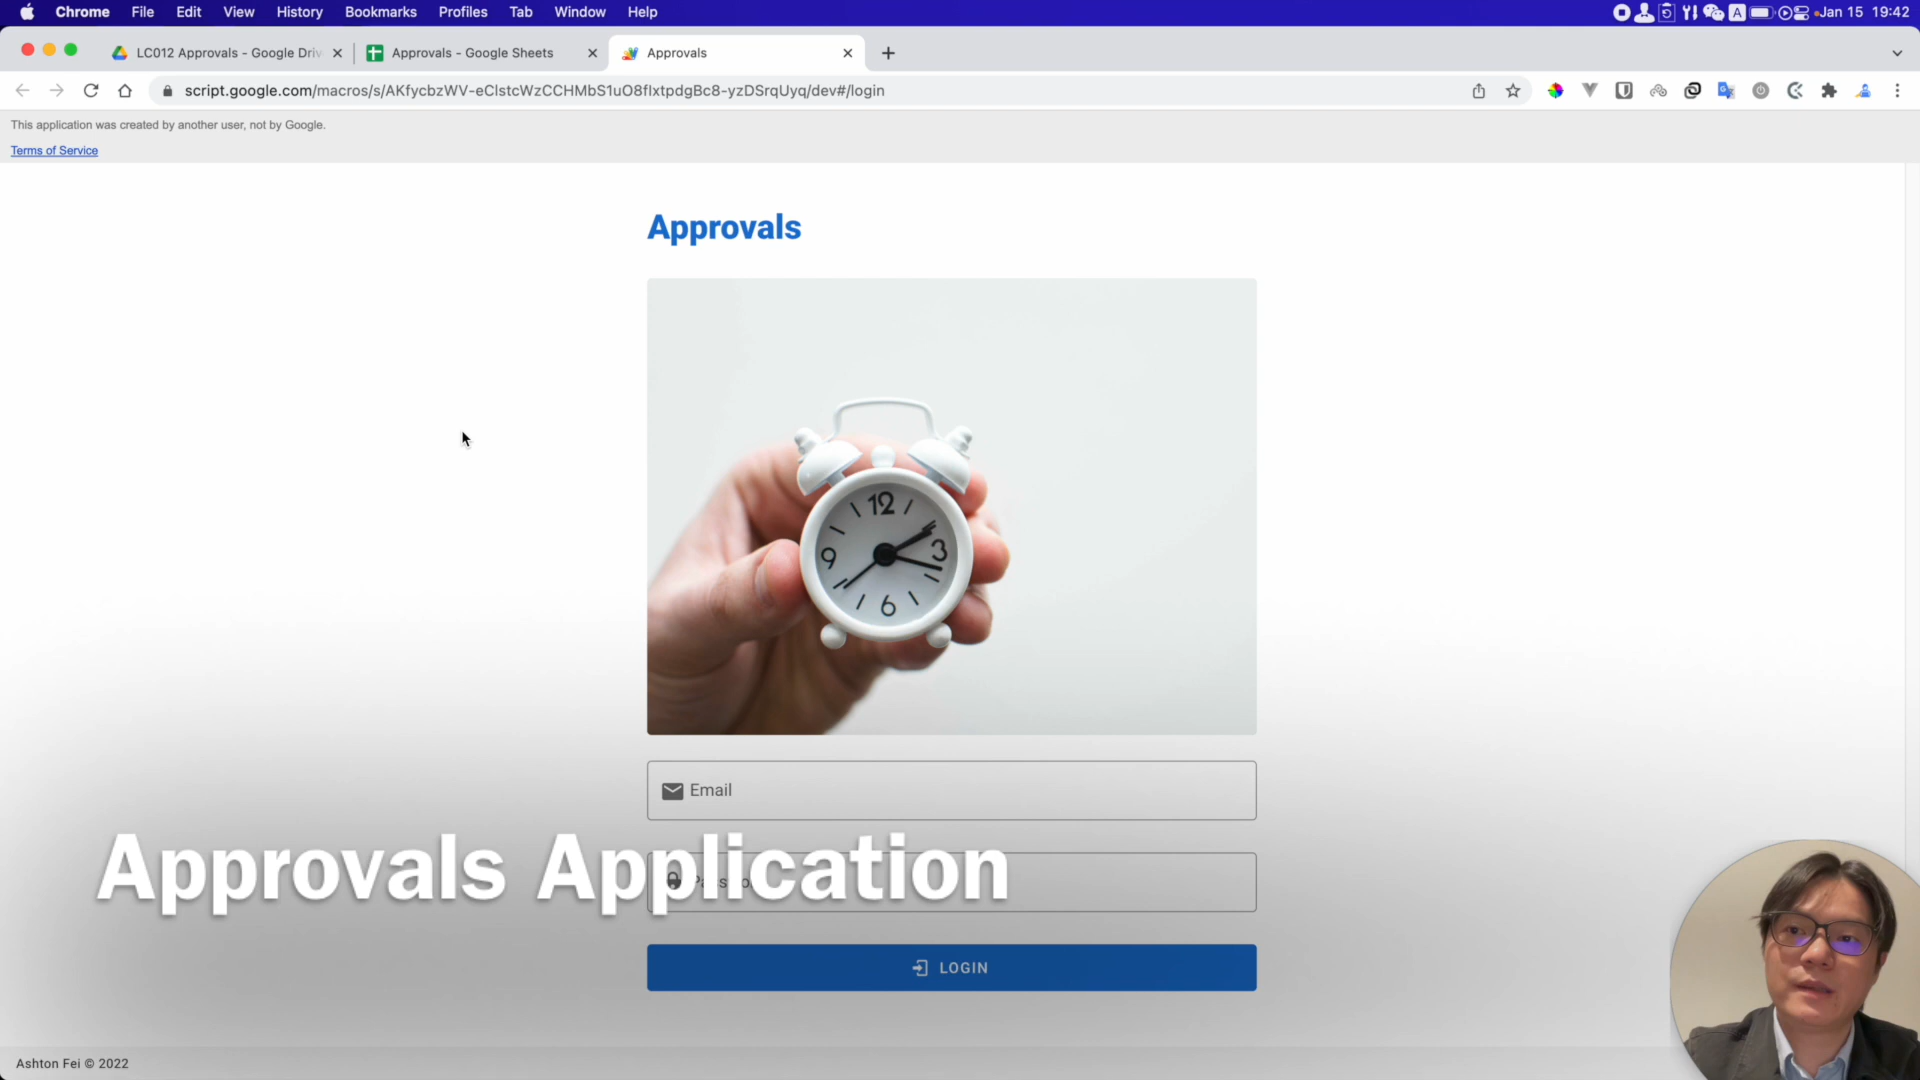 Chrome File Edit View History Bookmarks Profiles Tab Window Help A Jan 15 19:42
LC012 Approvals - Google Driv Approvals - Google Sheets Approvals
script.google.com/macros/s/AKfycbzWV-eClstcWzCCHMbS1uO8flxtpdgBc8-yzDSrqUyq/dev#/login
This application was created by another user, not by Google.
Terms of Service
Approvals
12
9 3
6
Email
Approvals Application
LOGIN
Ashton Fei © 2022